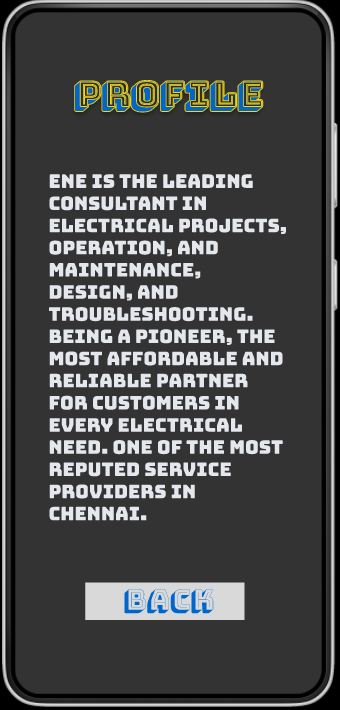 PROFILE
ENE IS THE LEADING
CONSULTANT IN
ELECTRICAL PROJECTS,
OPERATION, AND
MAINTENANCE,
DESIGN, AND
TROUBLESHOOTING.
BEING A PIONEER, THE
MOST AFFORDABLE AND
RELIABLE PARTNER
FOR CUSTOMERS IN
EVERY ELECTRICAL
NEED. ONE OF THE MOST
REPUTED SERVICE
PROVIDERS IN
CHENNAI.
BACK